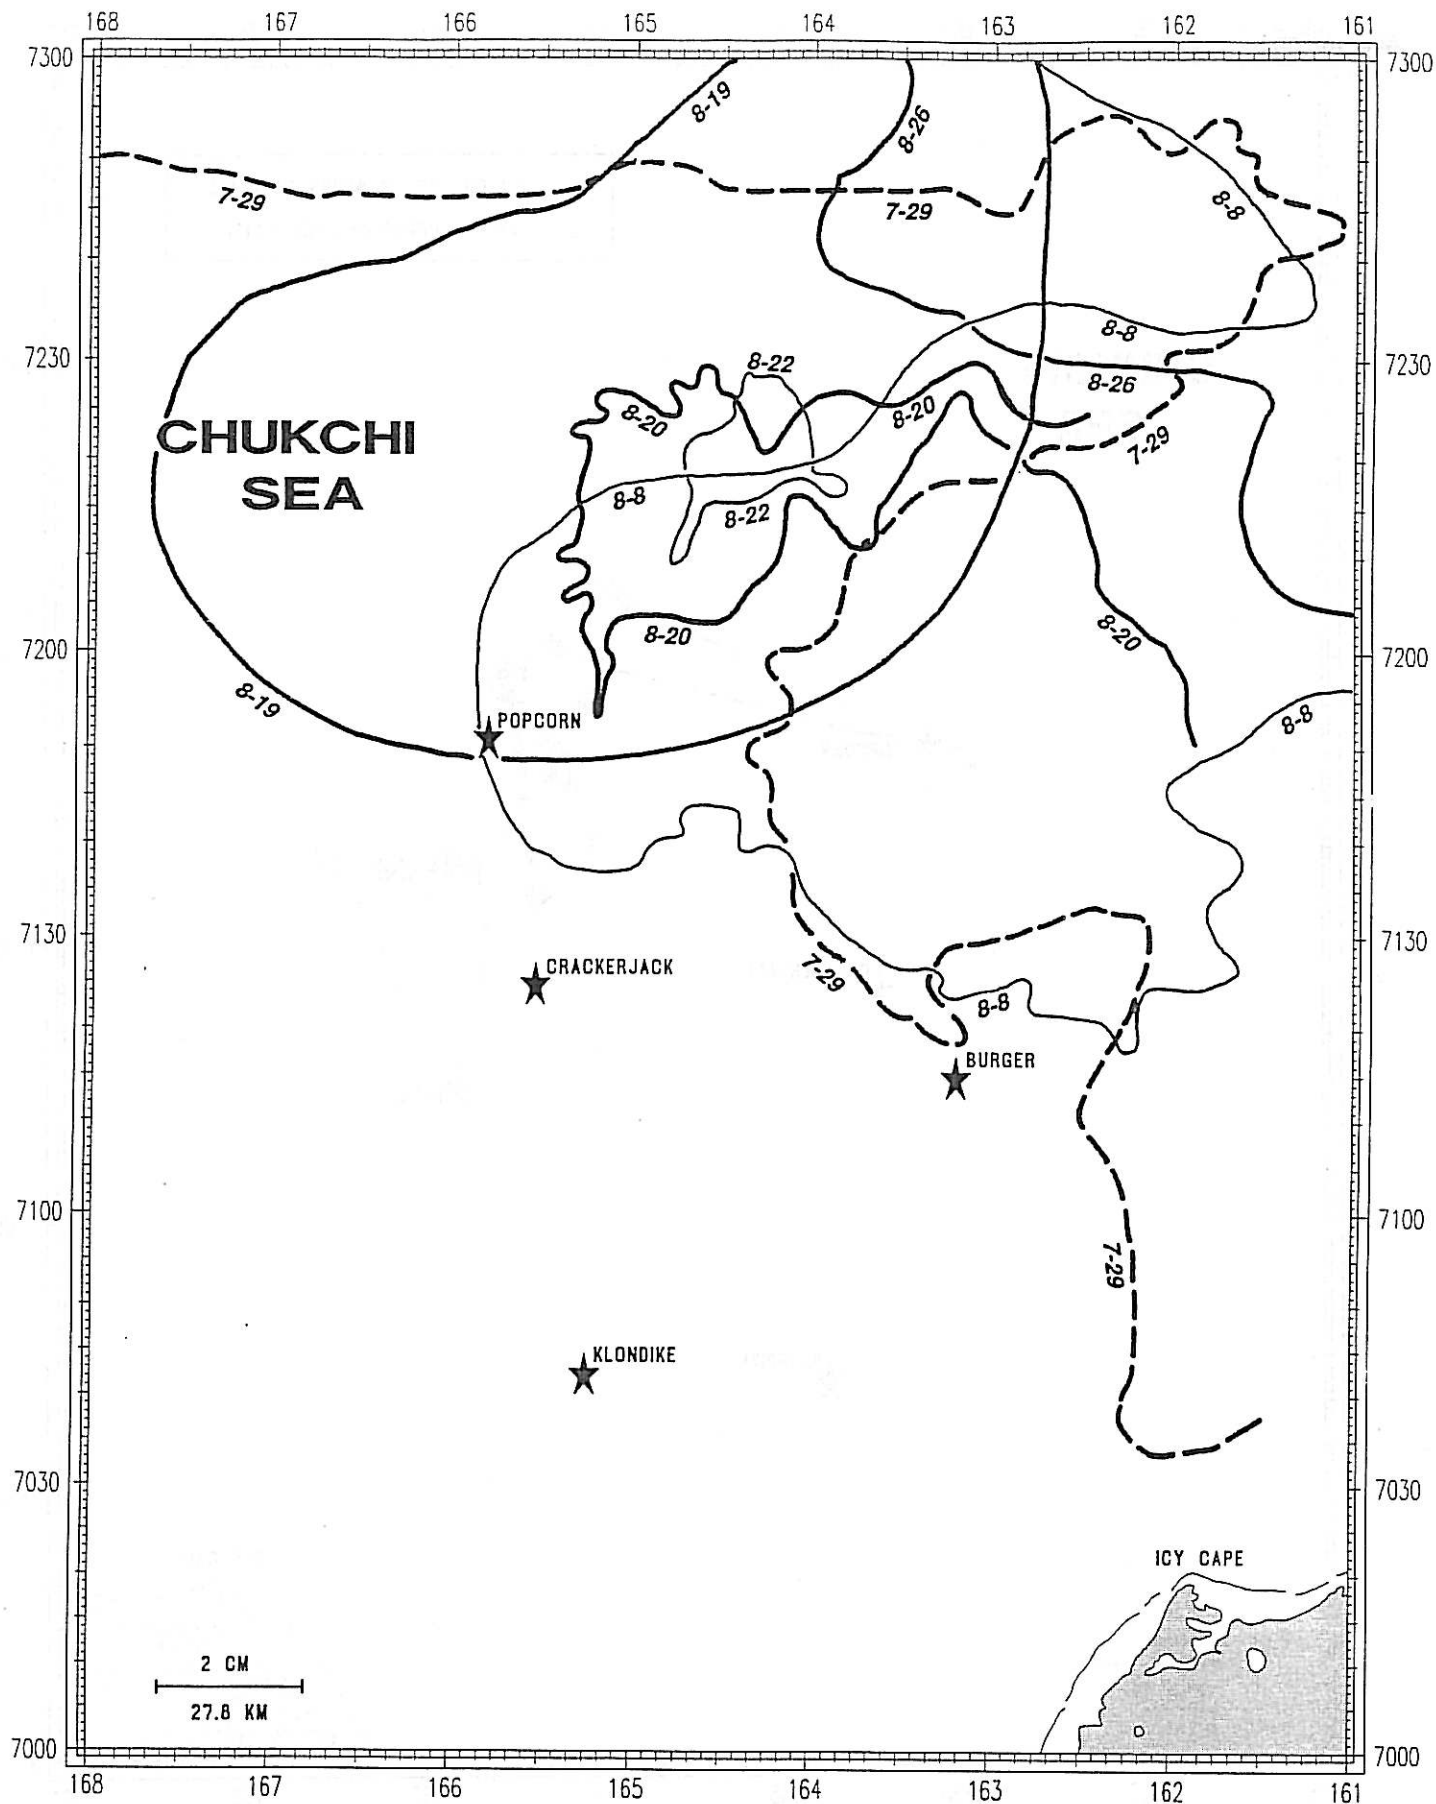 168 167 166 165 164 163 162 161
7300 7300
8-19
8-26
7-29
7-29
8-8
8-8
7230 7230
8-22
8-26
8-20
8-20
CHUKCHI
SEA
7-29
8-8
8-22
8-20
8-20
7200 7200
8-19
8-8
POPCORN
7130 7130
CRACKERJACK
7-29
8-8
BURGER
7100 7100
7-29
KLONDIKE
7030 7030
ICY CAPE
2 CM
27.8 KM
7000 7000
168 167 166 165 164 163 162 161